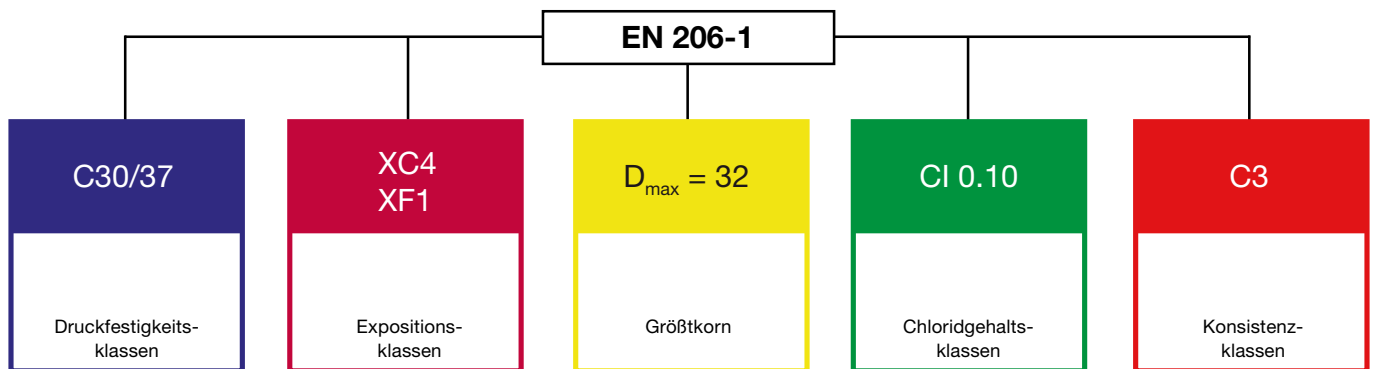 EN 206-1
C30/37
XC4
XF1
Dmax = 32
Cl 0.10
C3
Druckfestigkeits-
klassen
Expositions-
klassen
Größtkorn
Chloridgehalts-
klassen
Konsistenz-
klassen